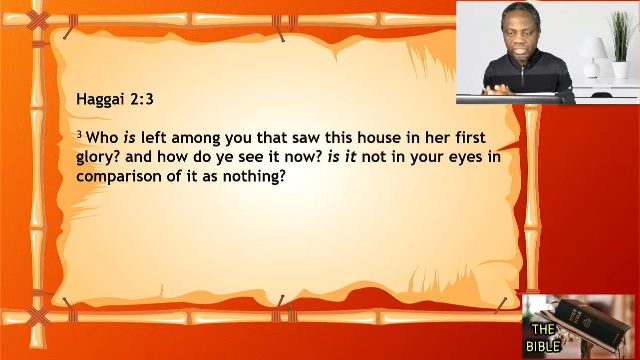 Haggai 2:3
3 Who is left among you that saw this house in her first
glory? and how do ye see it now? is it not in your eyes in
comparison of it as nothing?
THE
BIBLE